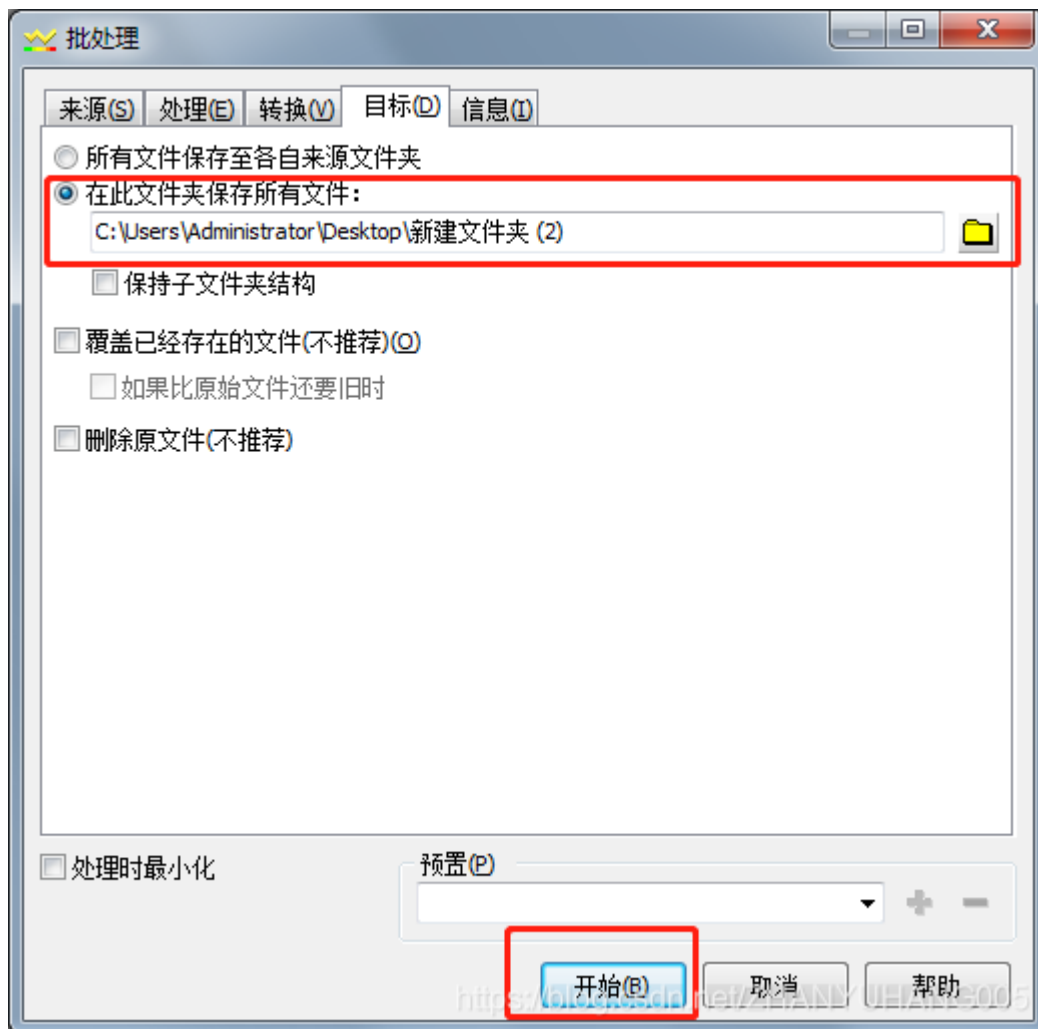 批处理
来源(S) 处理(E) 转换(V) 目标(D) 信息(I)
所有文件保存至各自来源文件夹
在此文件夹保存所有文件:
C:\Users\Administrator\Desktop\新建文件夹 (2)
保持子文件夹结构
覆盖已经存在的文件(不推荐)(O)
如果比原始文件还要旧时
删除原文件(不推荐)
处理时最小化
预置(P)
开始(B) 取消 帮助
https://blog.csdn.net/ZHANYUHANG005